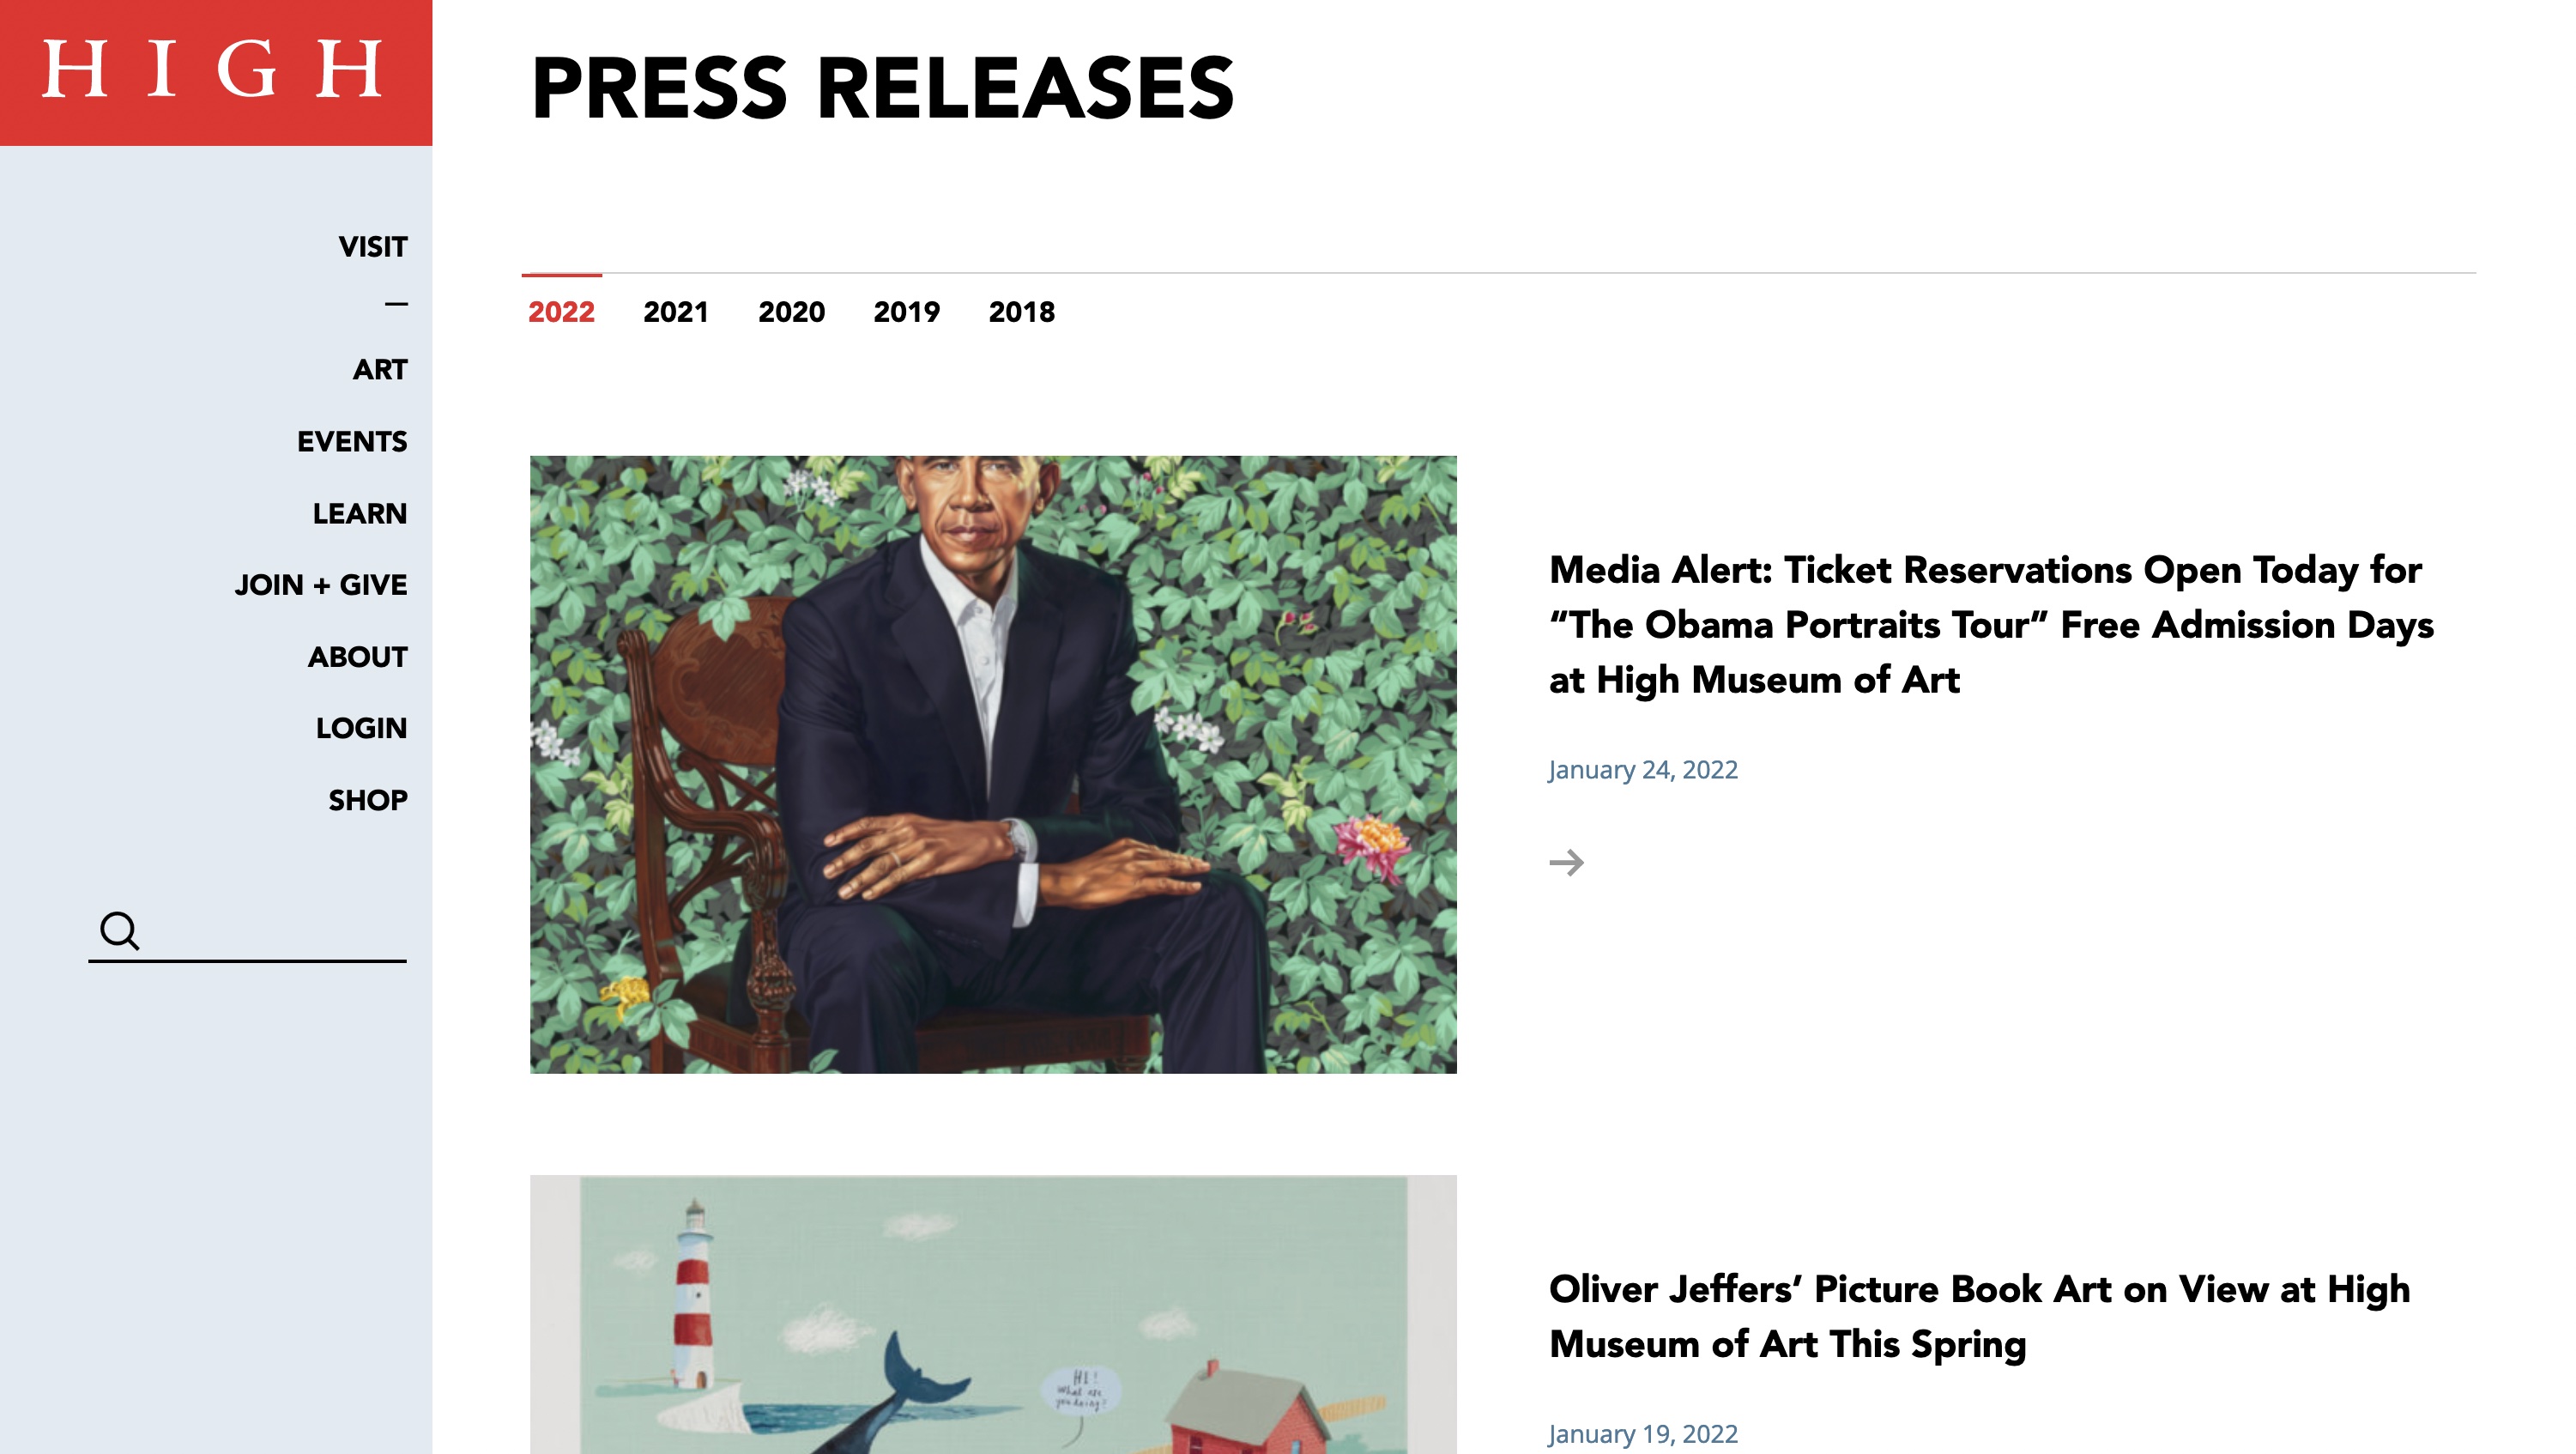 HIGH
VISIT
—
ART
EVENTS
LEARN
JOIN + GIVE
ABOUT
LOGIN
SHOP
PRESS RELEASES
2022 2021 2020 2019 2018
Media Alert: Ticket Reservations Open Today for
“The Obama Portraits Tour” Free Admission Days
at High Museum of Art
January 24, 2022
HI!
what are
you doing?
Oliver Jeffers’ Picture Book Art on View at High
Museum of Art This Spring
January 19, 2022